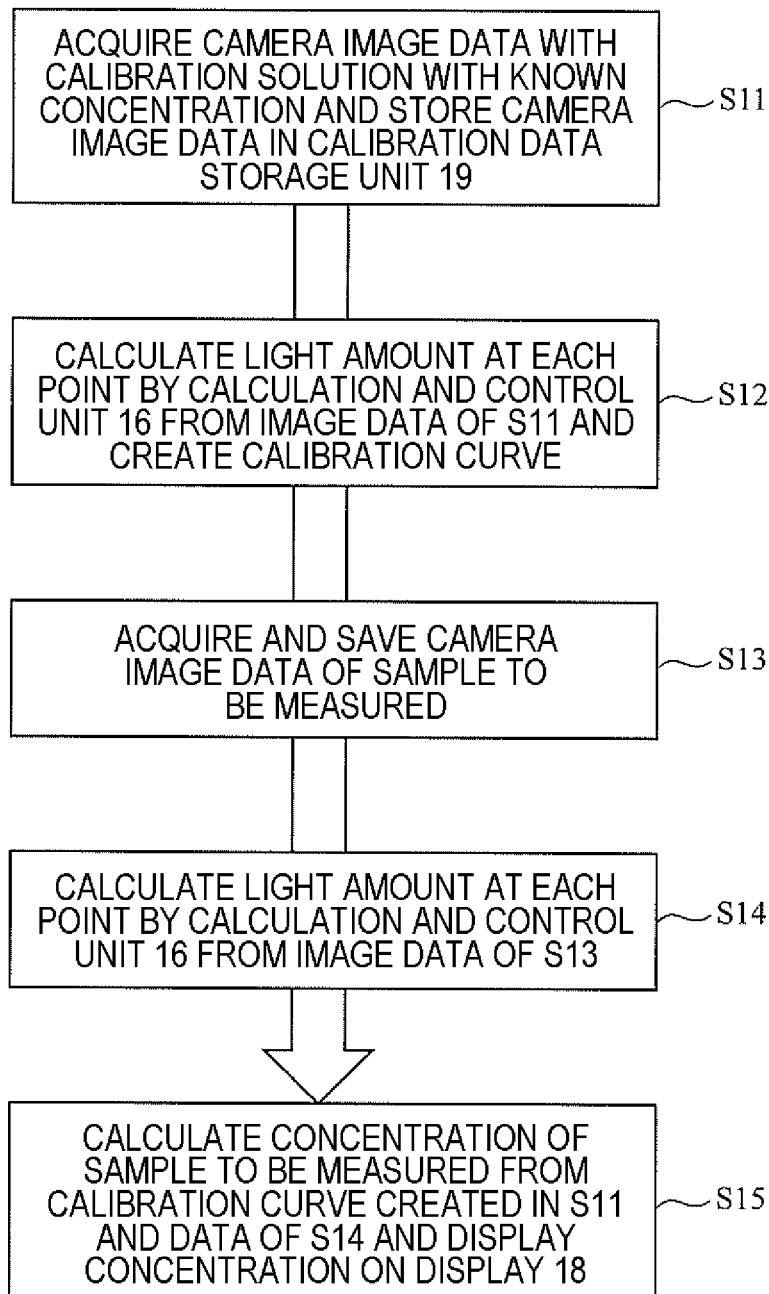 ACQUIRE CAMERA IMAGE DATA WITH
CALIBRATION SOLUTION WITH KNOWN
CONCENTRATION AND STORE CAMERA
IMAGE DATA IN CALIBRATION DATA
STORAGE UNIT 19
S11
CALCULATE LIGHT AMOUNT AT EACH
POINT BY CALCULATION AND CONTROL
UNIT 16 FROM IMAGE DATA OF S11 AND
CREATE CALIBRATION CURVE
S12
ACQUIRE AND SAVE CAMERA
IMAGE DATA OF SAMPLE TO
BE MEASURED
S13
CALCULATE LIGHT AMOUNT AT EACH
POINT BY CALCULATION AND CONTROL
UNIT 16 FROM IMAGE DATA OF S13
S14
CALCULATE CONCENTRATION OF
SAMPLE TO BE MEASURED FROM
CALIBRATION CURVE CREATED IN S11
AND DATA OF S14 AND DISPLAY
CONCENTRATION ON DISPLAY 18
S15